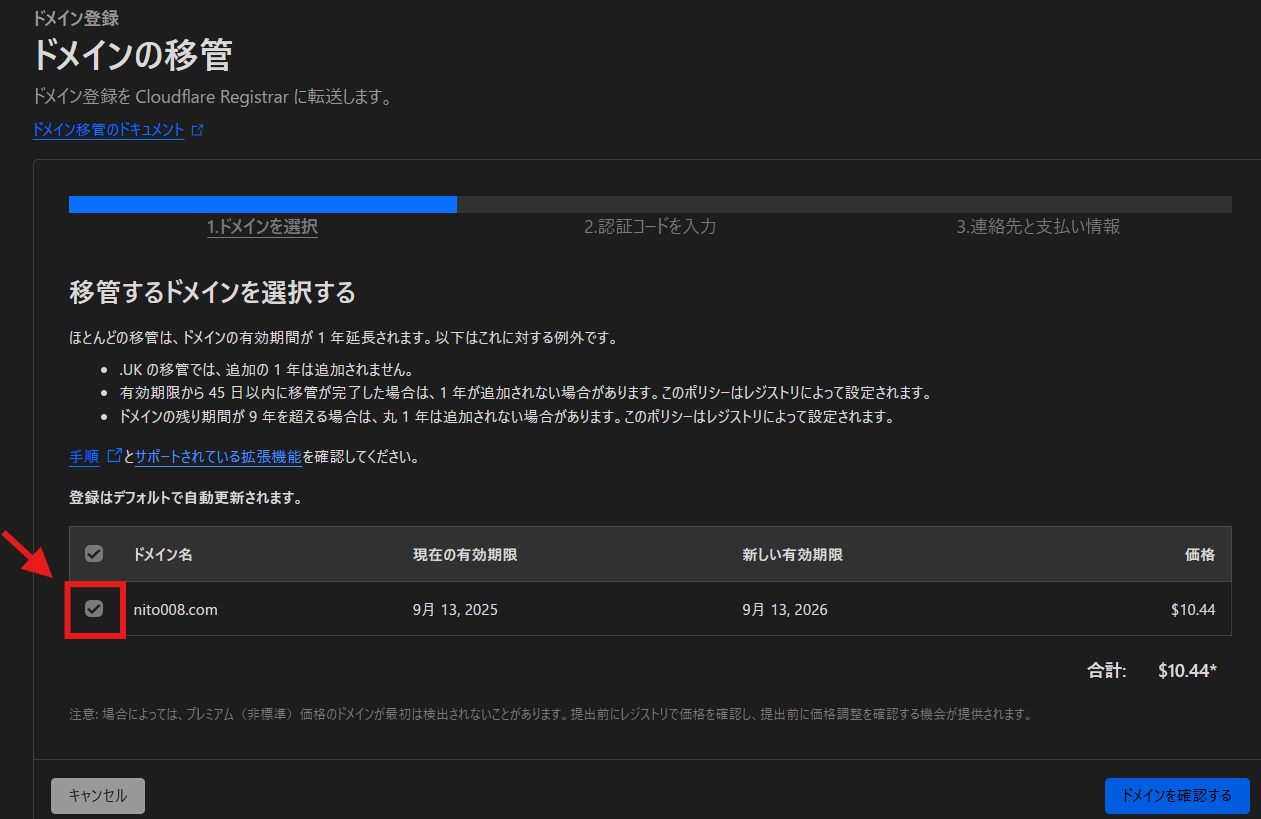 ドメイン登録
ドメインの移管
ドメイン登録を Cloudflare Registrar に転送します。
ドメイン移管のドキュメント
1.ドメインを選択
2.認証コードを入力
3.連絡先と支払い情報
移管するドメインを選択する
ほとんどの移管は、ドメインの有効期間が 1 年延長されます。以下はこれに対する例外です。
.UK の移管では、追加の 1 年は追加されません。
有効期限から 45 日以内に移管が完了した場合は、1 年が追加されない場合があります。このポリシーはレジストリによって設定されます。
ドメインの残り期間が 9 年を超える場合は、丸 1 年は追加されない場合があります。このポリシーはレジストリによって設定されます。
手順 とサポートされている拡張機能を確認してください。
登録はデフォルトで自動更新されます。
ドメイン名 現在の有効期限 新しい有効期限 価格
nito008.com 9月 13, 2025 9月 13, 2026 $10.44
合計: $10.44*
注意: 場合によっては、プレミアム（非標準）価格のドメインが最初は検出されないことがあります。提出前にレジストリで価格を確認し、提出前に価格調整を確認する機会が提供されます。
キャンセル
ドメインを確認する